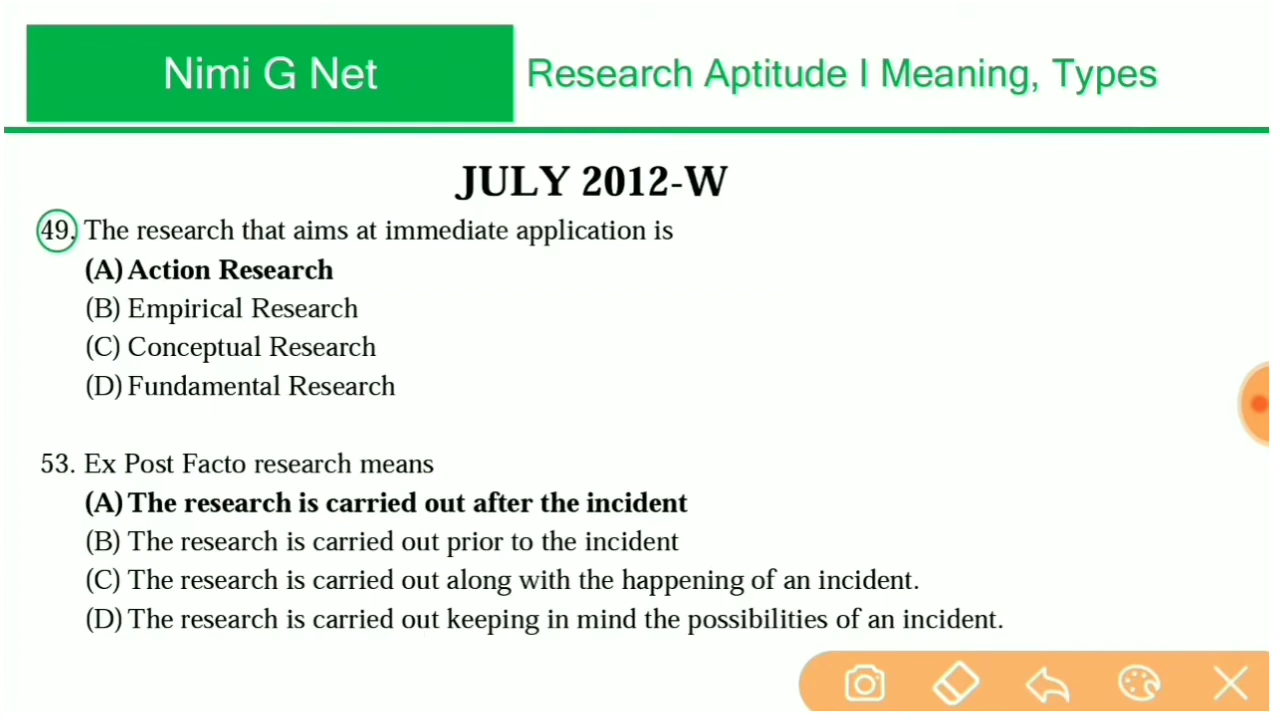 Nimi G Net
Research Aptitude I Meaning, Types
JULY 2012-W
49. The research that aims at immediate application is
(A) Action Research
(B) Empirical Research
(C) Conceptual Research
(D) Fundamental Research
53. Ex Post Facto research means
(A) The research is carried out after the incident
(B) The research is carried out prior to the incident
(C) The research is carried out along with the happening of an incident.
(D) The research is carried out keeping in mind the possibilities of an incident.